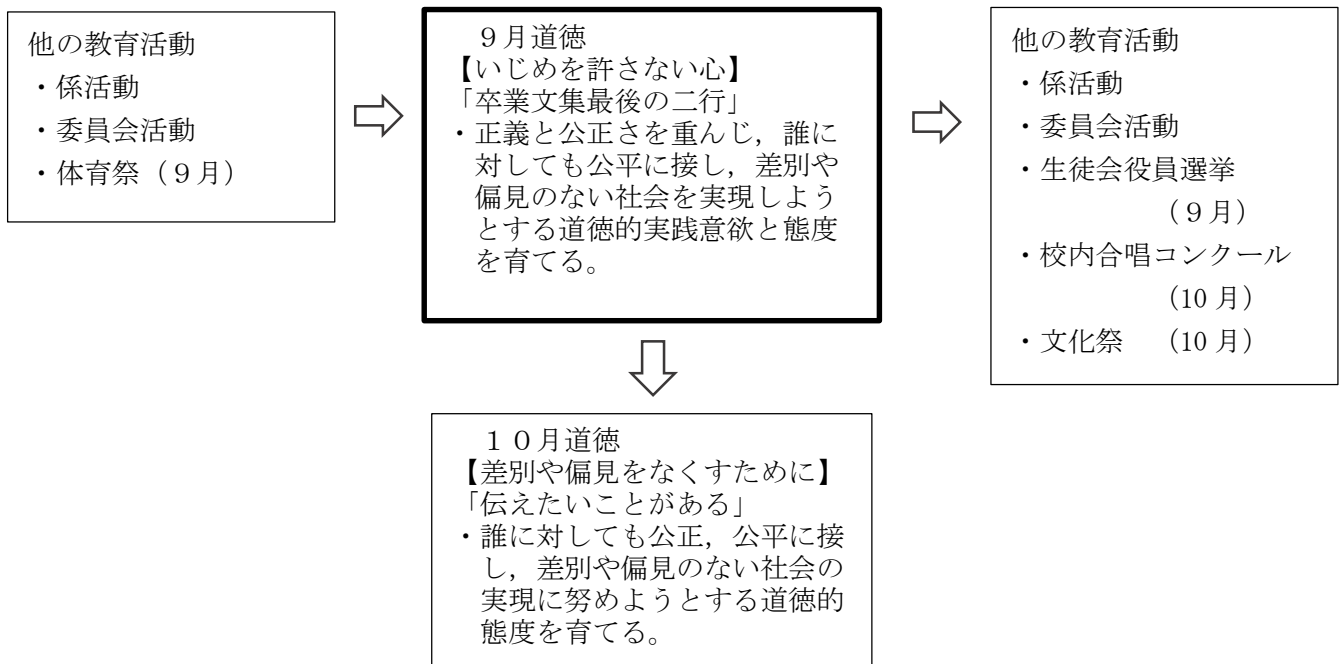 他の教育活動
・係活動
・委員会活動
・体育祭（９月）
９月道徳
【いじめを許さない心】
「卒業文集最後の二行」
・正義と公正さを重んじ，誰に
対しても公平に接し，差別や
偏見のない社会を実現しよう
とする道徳的実践意欲と態度
を育てる。
他の教育活動
・係活動
・委員会活動
・生徒会役員選挙
（９月）
・校内合唱コンクール
（10 月）
・文化祭　（10 月）
１０月道徳
【差別や偏見をなくすために】
「伝えたいことがある」
・誰に対しても公正，公平に接
し，差別や偏見のない社会の
実現に努めようとする道徳的
態度を育てる。